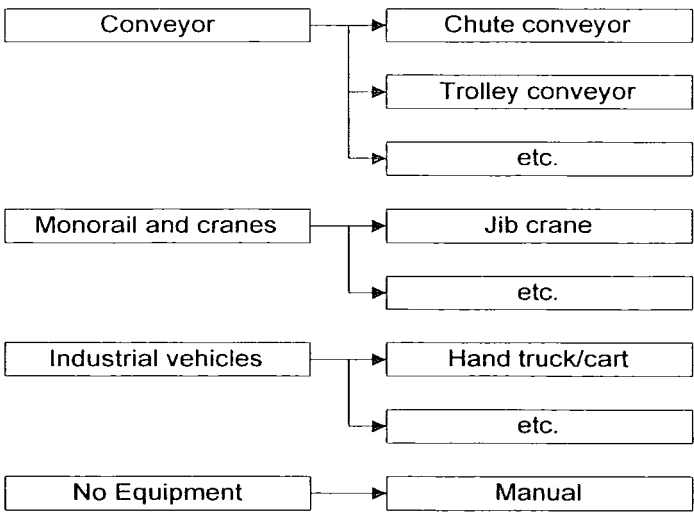 Conveyor
Chute conveyor
Trolley conveyor
etc.
Monorail and cranes
Jib crane
etc.
Industrial vehicles
Hand truck/cart
etc.
No Equipment
Manual